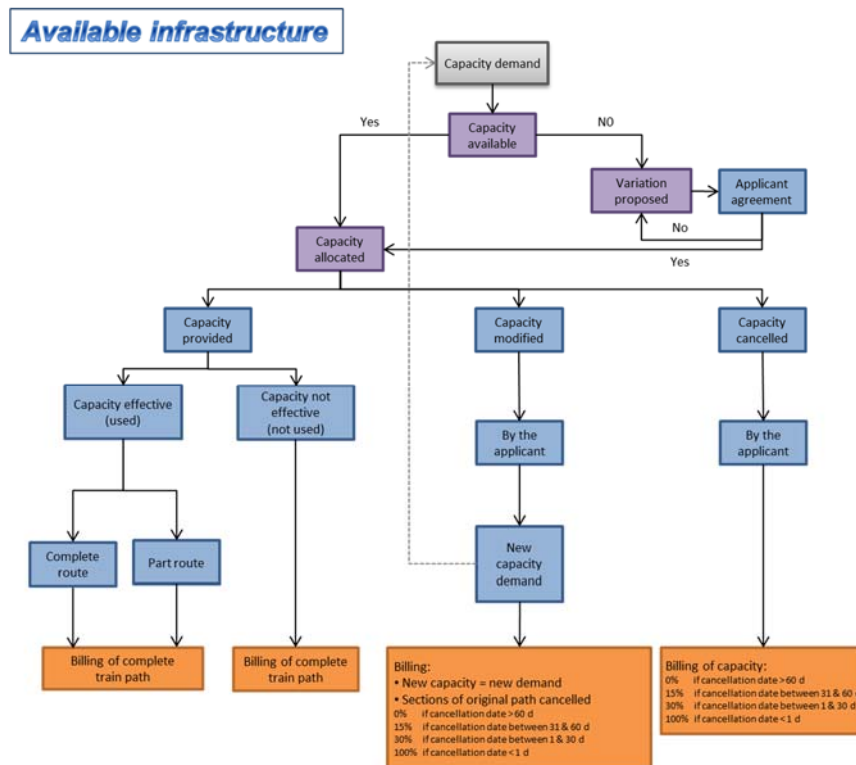 Available infrastructure
Capacity demand
Yes
Capacity
available
N0
Variation
proposed
Applicant
agreement
No
Capacity
allocated
Yes
Capacity
provided
Capacity
modified
Capacity
cancelled
Capacity effective
(used)
Capacity not
effective
(not used)
By the
applicant
By the
applicant
Complete
route
Part route
New
capacity
demand
Billing of complete
train path
Billing of complete
train path
Billing:
• New capacity = new demand
• Sections of original path cancelled
0% if cancellation date >60 d
15% if cancellation date between 31 & 60 d
30% if cancellation date between 1 & 30 d
100% if cancellation date <1 d
Billing of capacity:
0% if cancellation date >60 d
15% if cancellation date between 31 & 60 d
30% if cancellation date between 1 & 30 d
100% if cancellation date <1 d